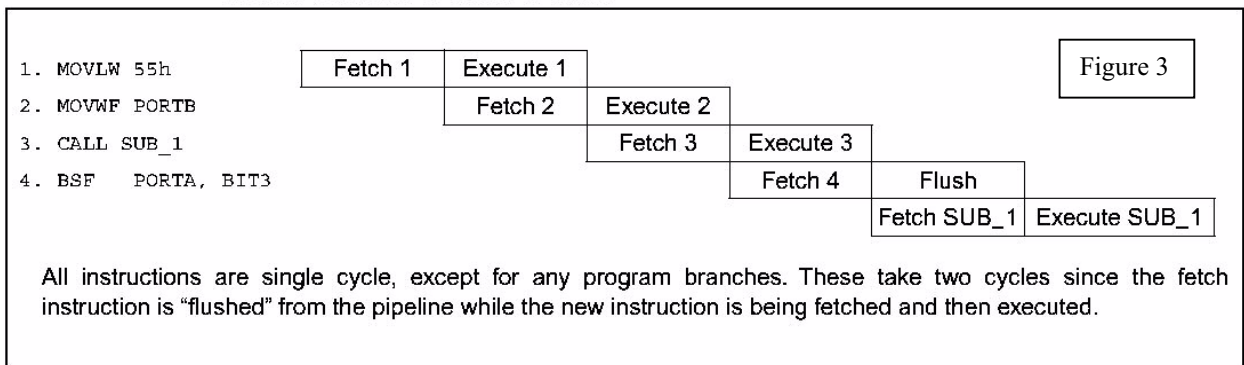 Figure 3
1. MOVLW 55h Fetch 1 Execute 1
2. MOVWF PORTB Fetch 2 Execute 2
3. CALL SUB_1 Fetch 3 Execute 3
4. BSF PORTA, BIT3 Fetch 4 Flush
Fetch SUB_1 Execute SUB_1
All instructions are single cycle, except for any program branches. These take two cycles since the fetch
instruction is “flushed” from the pipeline while the new instruction is being fetched and then executed.